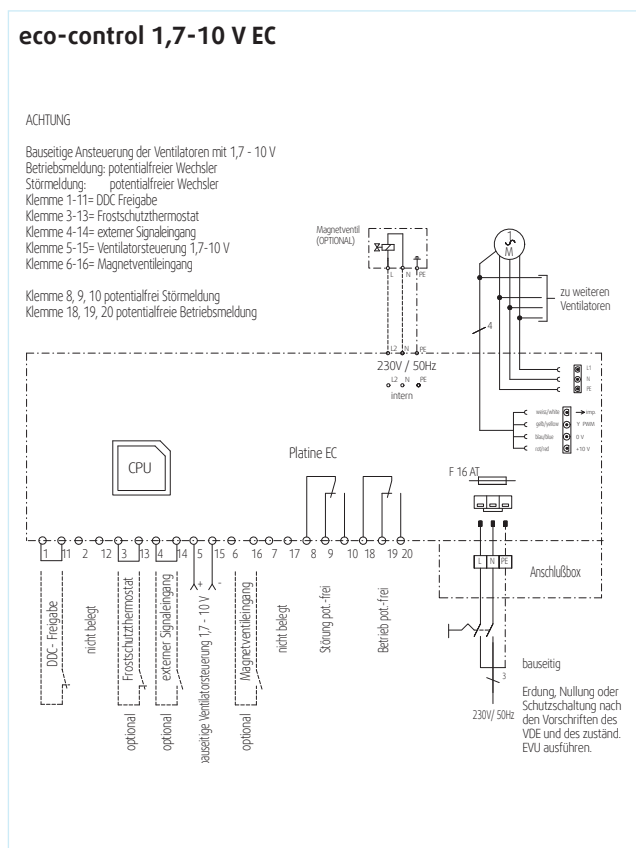 eco-control 1,7-10 V EC
ACHTUNG
Bauseitige Ansteuerung der Ventilatoren mit 1,7 - 10 V
Betriebsmeldung: potentialfreier Wechsler
Störmeldung: potentialfreier Wechsler
Klemme 1-11= DDC Freigabe
Klemme 3-13= Frostschutzthermostat
Klemme 4-14= externer Signaleingang
Klemme 5-15= Ventilatorsteuerung 1,7-10 V
Klemme 6-16= Magnetventileingang
Klemme 8, 9, 10 potentialfrei Störmeldung
Klemme 18, 19, 20 potentialfreie Betriebsmeldung
Magnetventil
(OPTIONAL)
L N PE
1
M
zu weiteren
Ventilatoren
4
L2 N PE
230V / 50Hz
L2 N PE
intern
L1
N
PE
weiss/white imp
gelb/yellow Y PWM
blau/blue 0 V
rot/rad +10 V
CPU
Platine EC
F 16 AT
1 11 2 12 3 13 4 14 5 15 6 16 7 17 8 9 10 18 19 20
+ -
L N PE
Anschlußbox
DDC- Freigabe
nicht belegt
Frostschutzthermostat
optional
externer Signaleingang
optional
bauseitige Ventilatorsteuerung 1,7 - 10 V
Magnetventileingang
optional
nicht belegt
Störung pot.-frei
Betrieb pot.-frei
3
230V/ 50Hz
bauseitig
Erdung, Nullung oder
Schutzschaltung nach
den Vorschriften des
VDE und des zuständ.
EVU ausführen.